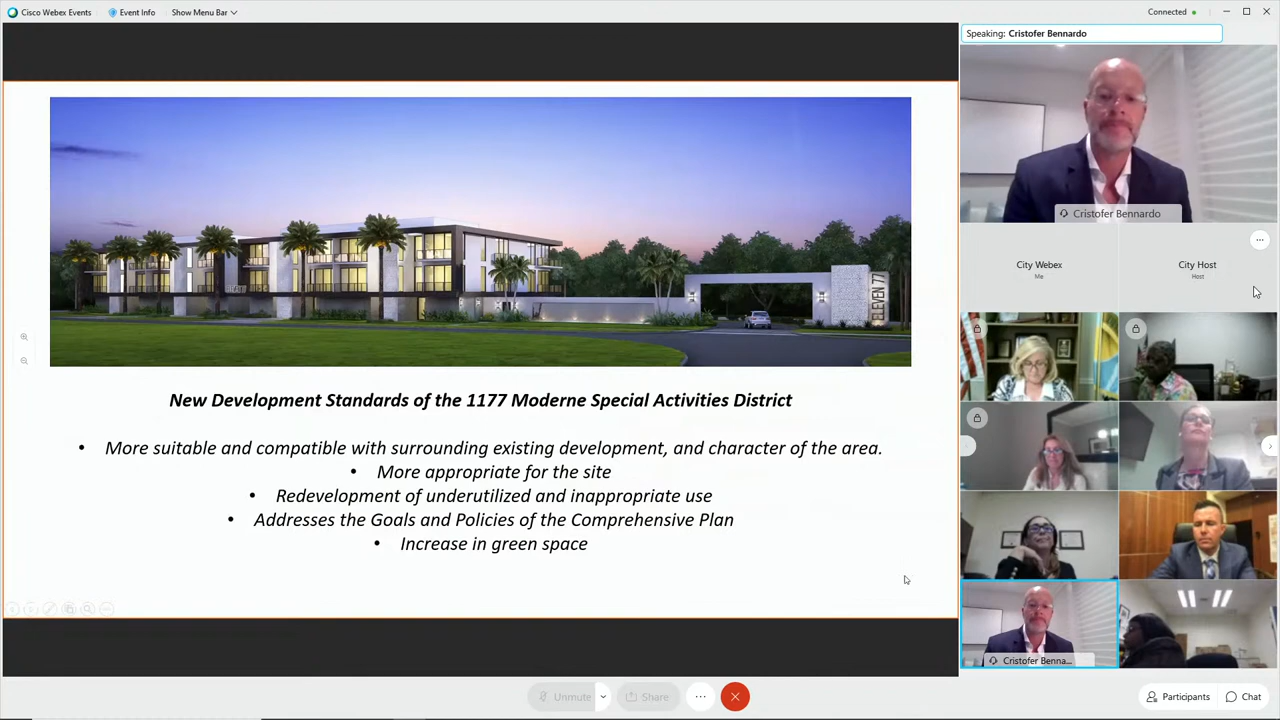 Cisco Webex Events
Event Info
Show Menu Bar
Connected
Speaking: Cristofer Bennardo
Cristofer Bennardo
City Webex
Me
City Host
Host
ELEVEN 77
New Development Standards of the 1177 Moderne Special Activities District
• More suitable and compatible with surrounding existing development, and character of the area.
• More appropriate for the site
• Redevelopment of underutilized and inappropriate use
• Addresses the Goals and Policies of the Comprehensive Plan
• Increase in green space
Cristofer Benna...
Unmute
Share
Participants
Chat